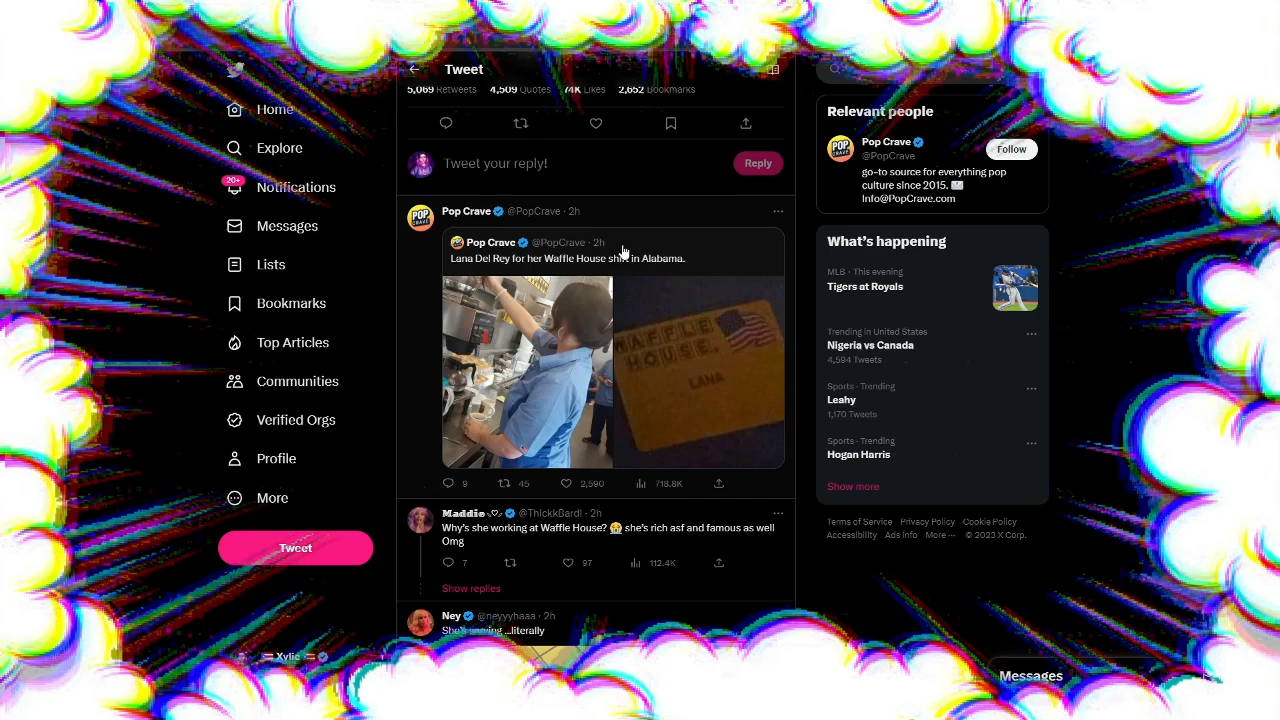 Tweet
5,069 Retweets 4,509 Quotes 74K Likes 2,652 Bookmarks
Home
Explore
20+
Notifications
Messages
Lists
Bookmarks
Top Articles
Communities
Verified Orgs
Profile
More
Tweet
Xylie
Tweet your reply!
Reply
Pop Crave @PopCrave · 2h
Pop Crave @PopCrave · 2h
Lana Del Rey for her Waffle House shift in Alabama.
WAFFLE
HOUSE.
LANA
9 45 2,590 718.8K
Maddie @ThickkBardi · 2h
Why's she working at Waffle House? 😭 she's rich asf and famous as well
Omg
7 97 112.4K
Show replies
Ney @neyyyhaaa · 2h
She's serving ...literally
Relevant people
POP
CRAVE
Pop Crave
@PopCrave
Follow
go-to source for everything pop
culture since 2015. 💌
Info@PopCrave.com
What's happening
MLB · This evening
Tigers at Royals
Trending in United States
Nigeria vs Canada
4,594 Tweets
Sports · Trending
Leahy
1,170 Tweets
Sports · Trending
Hogan Harris
Show more
Terms of Service Privacy Policy Cookie Policy
Accessibility Ads Info More ··· © 2023 X Corp.
Messages